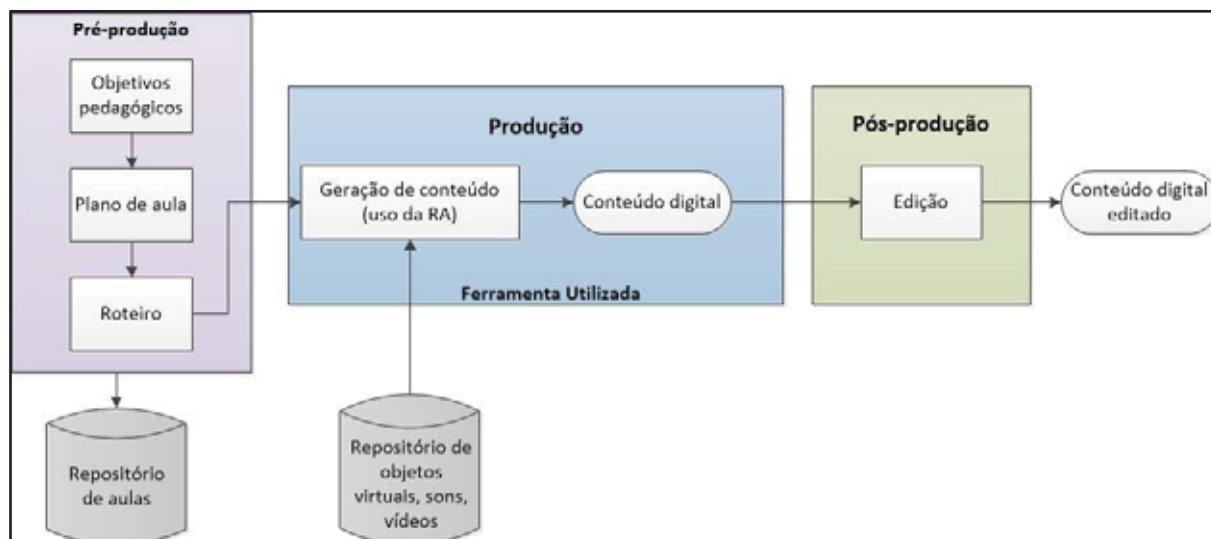 Pré-produção
Objetivos
pedagógicos
Plano de aula
Roteiro
Repositório
de aulas
Produção
Geração de conteúdo
(uso da RA)
Conteúdo digital
Ferramenta Utilizada
Repositório de
objetos
virtuais, sons,
vídeos
Pós-produção
Edição
Conteúdo digital
editado